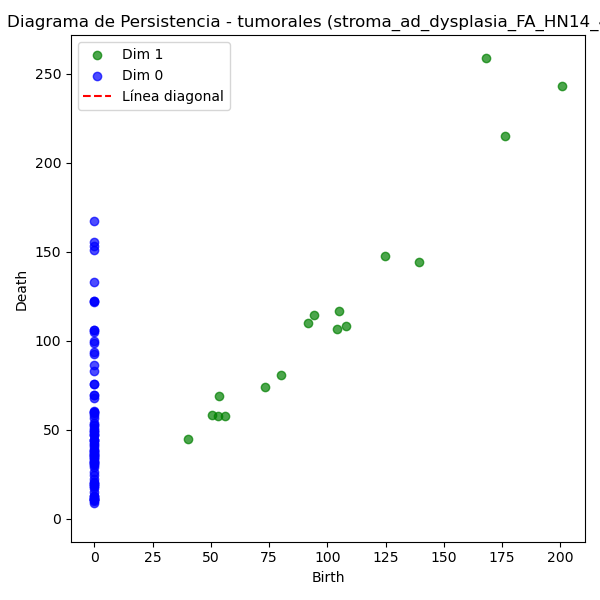 Diagrama de Persistencia - tumorales (stroma_ad_dysplasia_FA_HN14_
Dim 1
Dim 0
Línea diagonal
Death
250
200
150
100
50
0
0 25 50 75 100 125 150 175 200
Birth